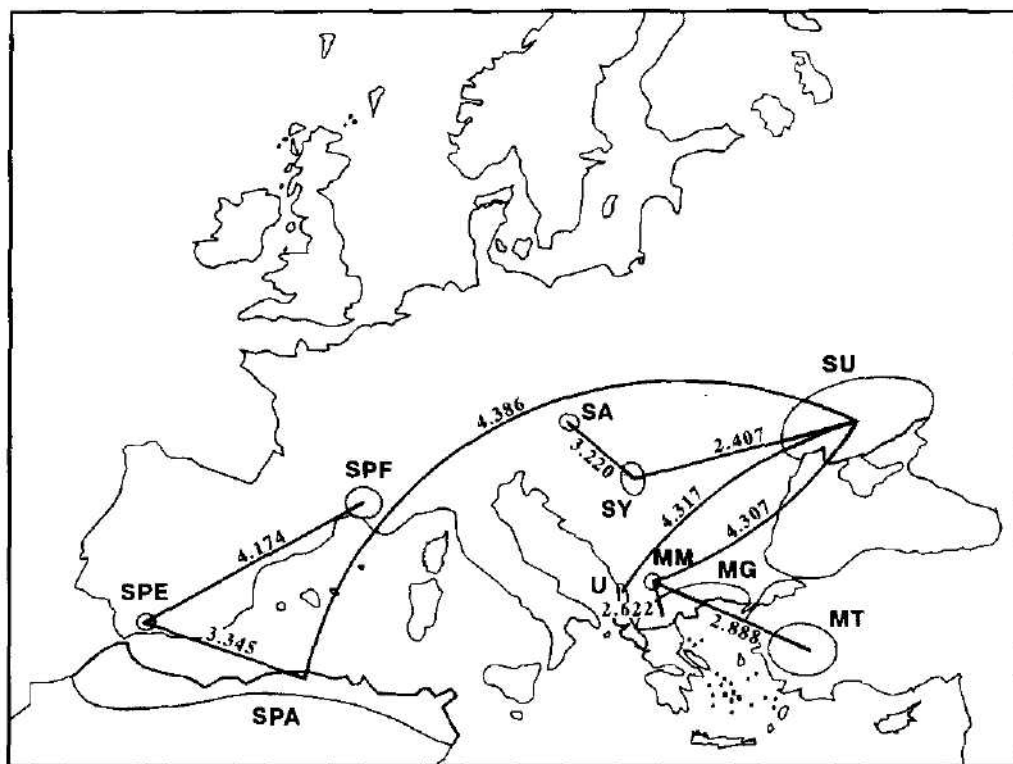 SU
4.386
SA
2.407
3.220
SPF
SY
4.317
4.307
4.174
MM
MG
SPE
U
2.622
MT
2.888
3.345
SPA